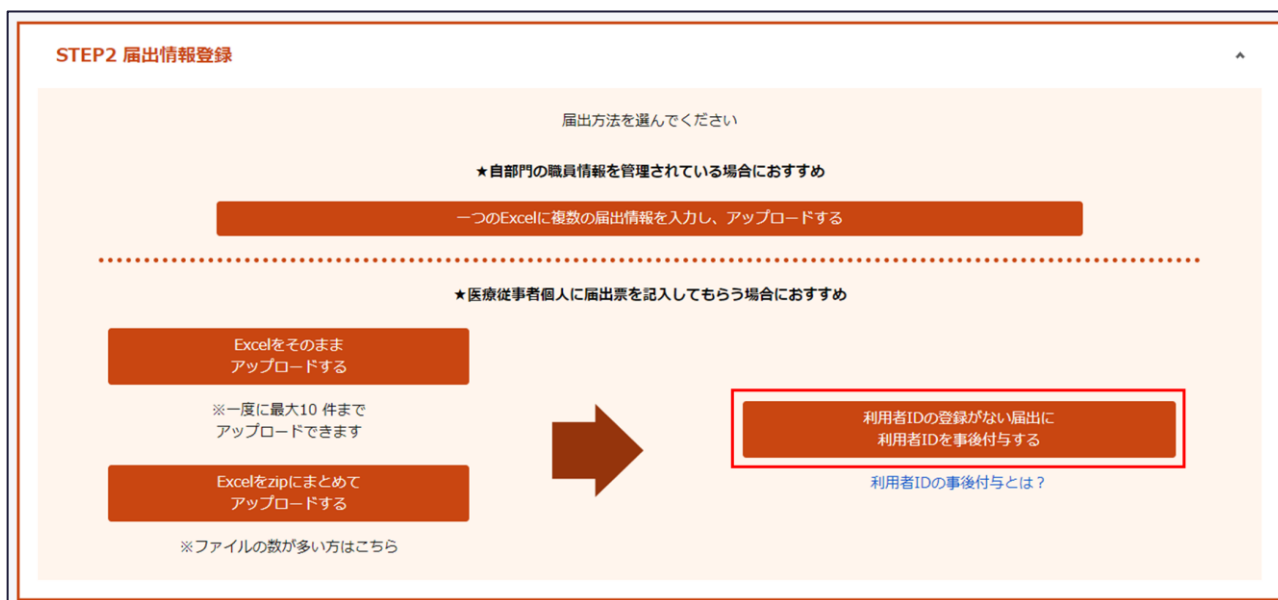 STEP2 届出情報登録
届出方法を選んでください
★自部門の職員情報を管理されている場合におすすめ
一つのExcelに複数の届出情報を入力し、アップロードする
★医療従事者個人に届出票を記入してもらう場合におすすめ
Excelをそのまま
アップロードする
※一度に最大10 件まで
アップロードできます
Excelをzipにまとめて
アップロードする
※ファイルの数が多い方はこちら
利用者IDの登録がない届出に
利用者IDを事後付与する
利用者IDの事後付与とは？